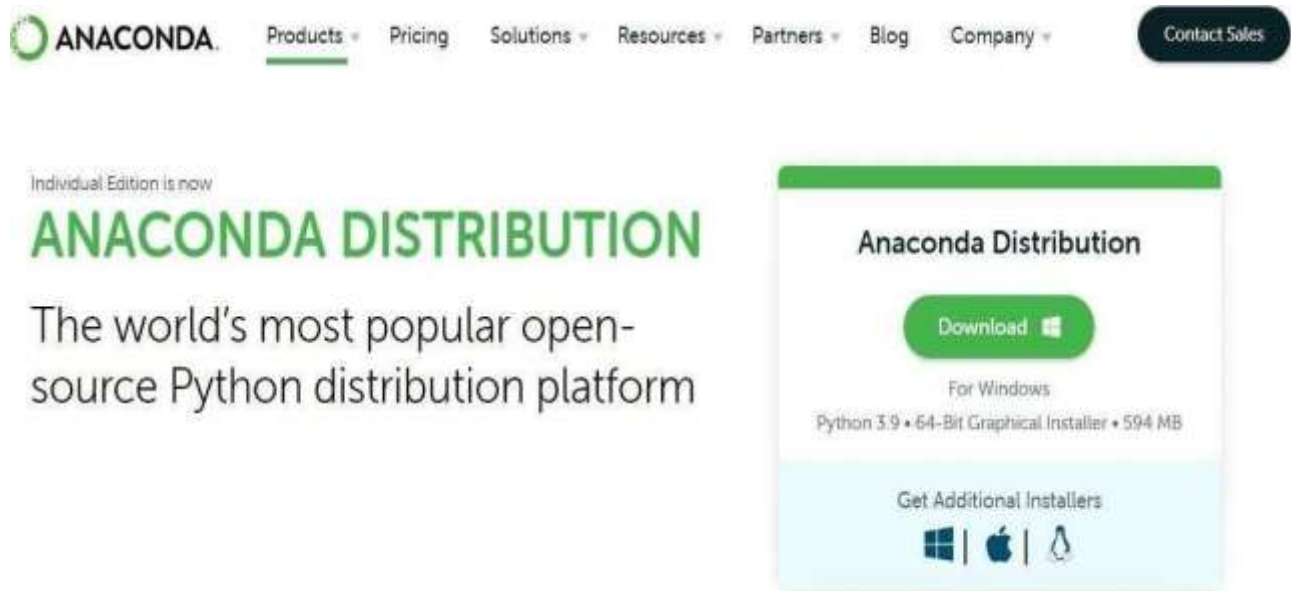 ANACONDA.
Products Pricing Solutions Resources Partners Blog Company Contact Sales
Individual Edition is now
ANACONDA DISTRIBUTION
The world's most popular open-
source Python distribution platform
Anaconda Distribution
Download
For Windows
Python 3.9 • 64-Bit Graphical Installer • 594 MB
Get Additional Installers
| |